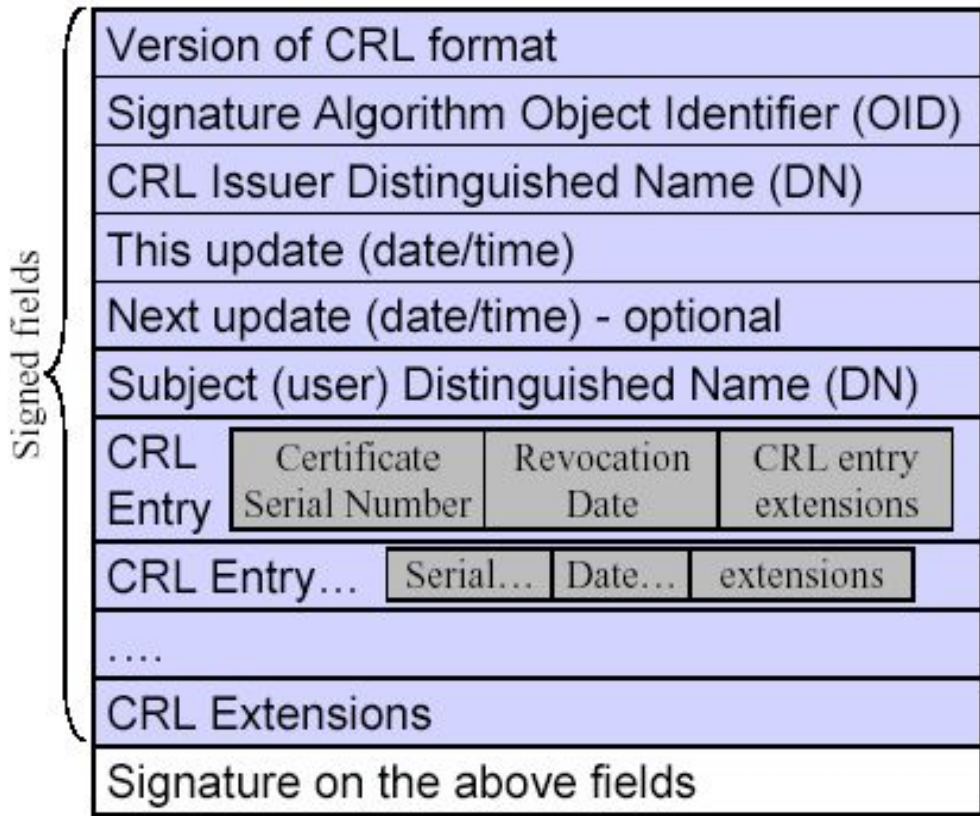 Signed fields
Version of CRL format
Signature Algorithm Object Identifier (OID)
CRL Issuer Distinguished Name (DN)
This update (date/time)
Next update (date/time) - optional
Subject (user) Distinguished Name (DN)
CRL
Entry
Certificate
Serial Number
Revocation
Date
CRL entry
extensions
CRL Entry… Serial… Date… extensions
….
CRL Extensions
Signature on the above fields